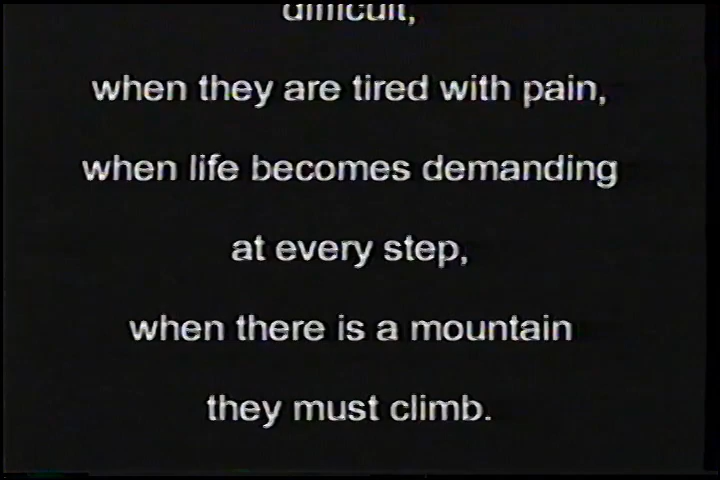 difficult,
when they are tired with pain,
when life becomes demanding
at every step,
when there is a mountain
they must climb.